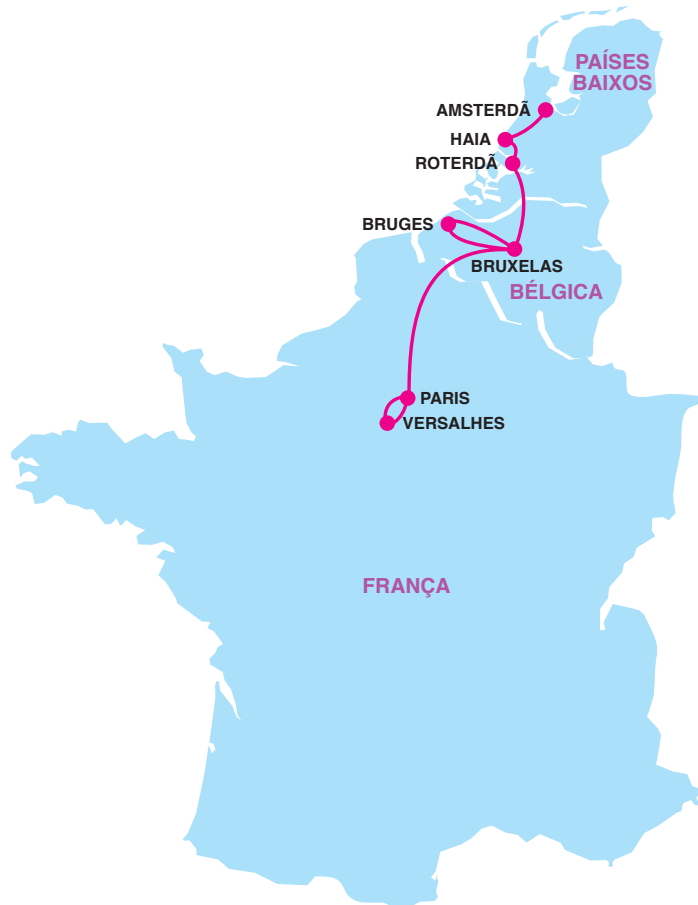 PAÍSES
BAIXOS
AMSTERDÃ
HAIA
ROTERDÃ
BRUGES
BRUXELAS
BÉLGICA
PARIS
VERSALHES
FRANÇA